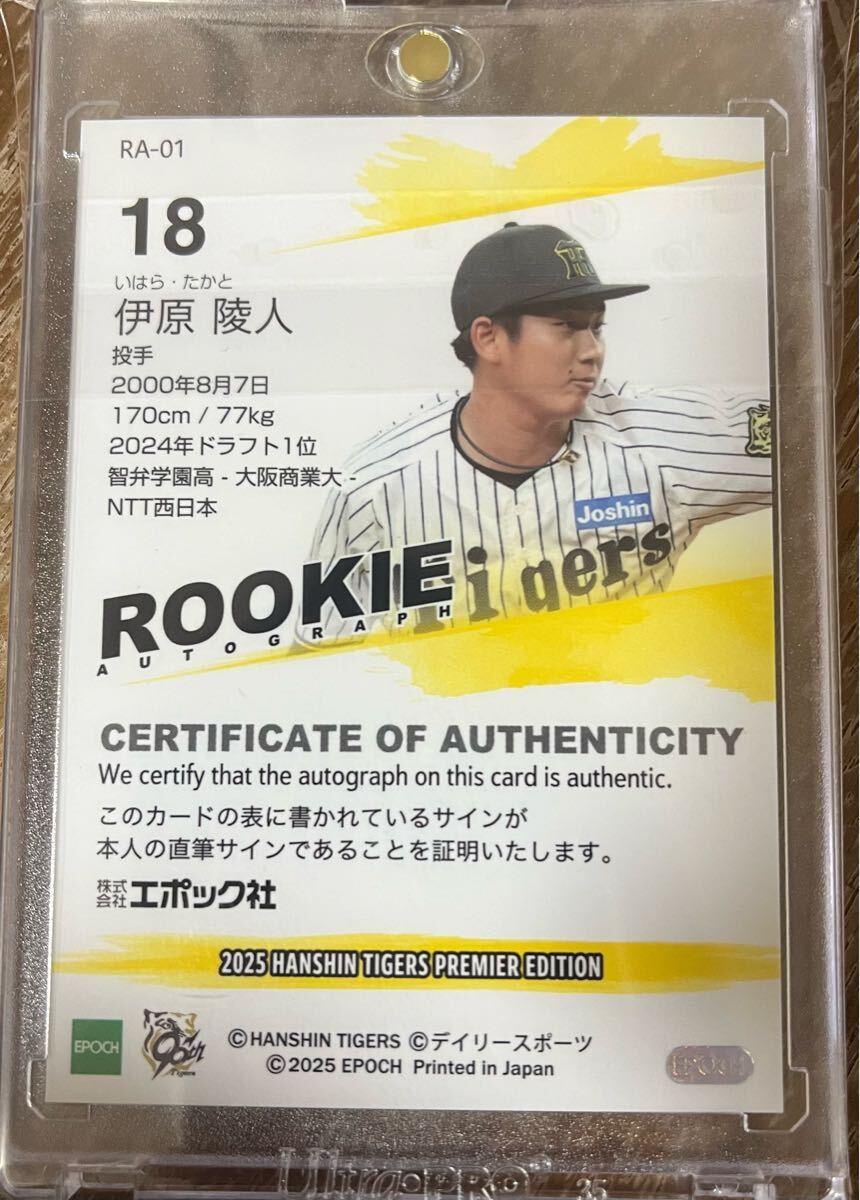 RA-01
18
いはら・たかと
伊原 陵人
投手
2000年8月7日
170cm / 77kg
2024年ドラフト1位
智弁学園高 - 大阪商業大 -
NTT西日本
Joshin
Tigers
ROOKIE
AUTOGRAPH
CERTIFICATE OF AUTHENTICITY
We certify that the autograph on this card is authentic.
このカードの表に書かれているサインが
本人の直筆サインであることを証明いたします。
株式会社エポック社
2025 HANSHIN TIGERS PREMIER EDITION
EPOCH
90th
Tigers
©HANSHIN TIGERS ©デイリースポーツ
©2025 EPOCH Printed in Japan
EPOCH
Ultra PRO
35